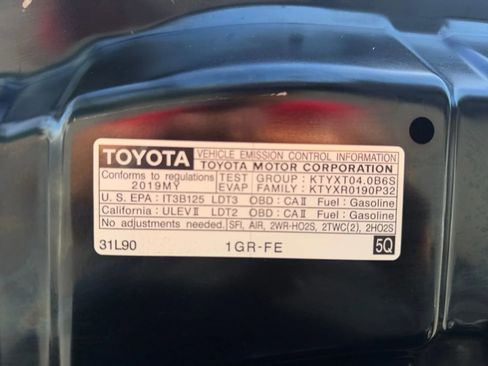 TOYOTA VEHICLE EMISSION CONTROL INFORMATION
TOYOTA MOTOR CORPORATION
Conforms to regulations TEST GROUP : KTYXT04.0B6S
2019MY EVAP FAMILY : KTYXR0190P32
U. S. EPA : IT3B125 LDT3 OBD : CAⅡ Fuel : Gasoline
California : ULEVⅡ LDT2 OBD : CAⅡ Fuel : Gasoline
No adjustments needed. SFI, AIR, 2WR-HO2S, 2TWC(2), 2HO2S
31L90 1GR-FE 5Q